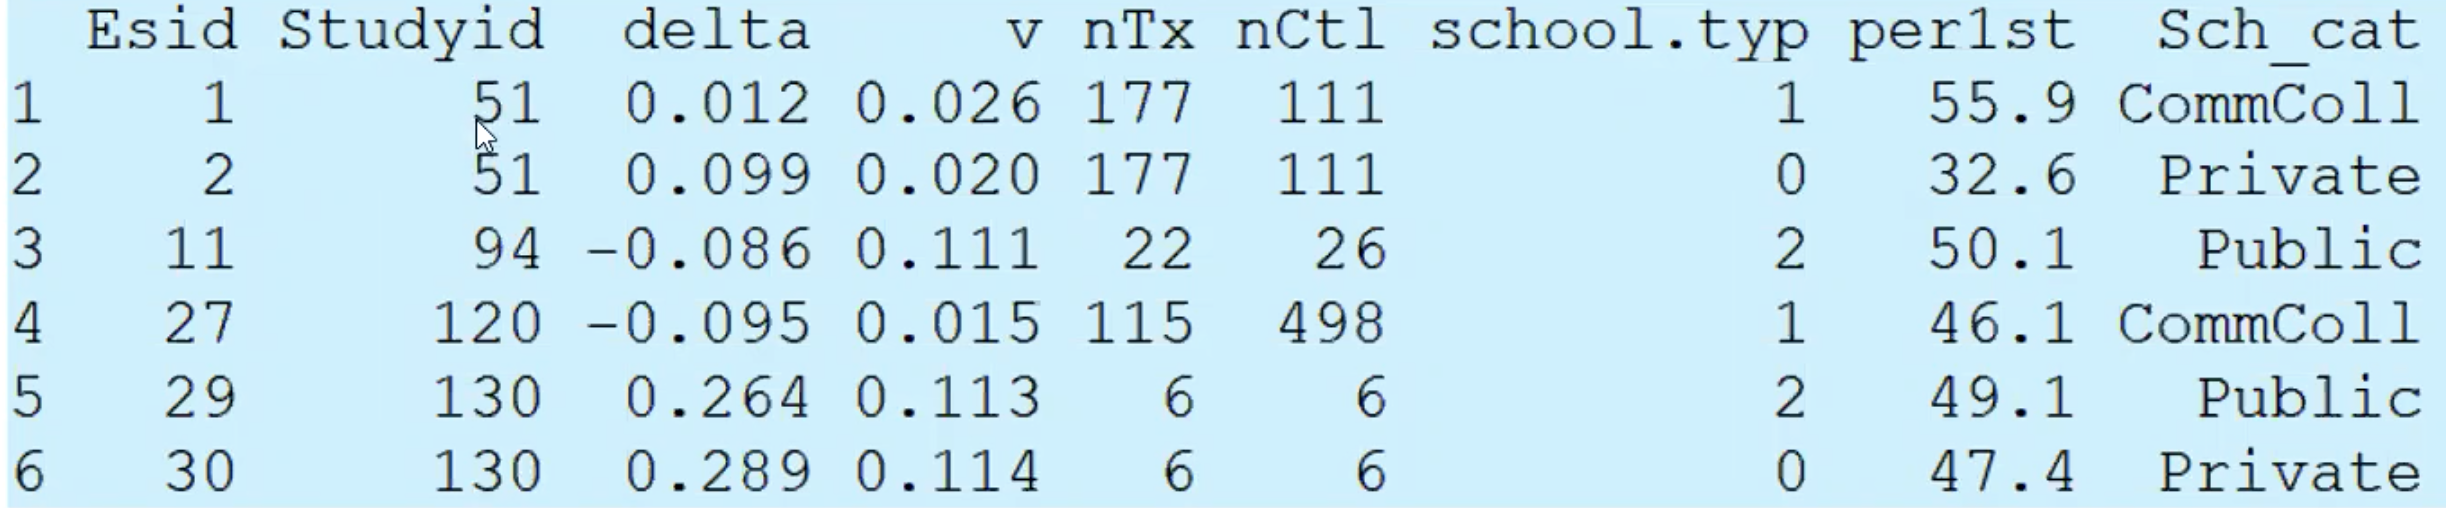 Esid Studyid delta v nTx nCtl school.typ per1st Sch_cat
1 1 51 0.012 0.026 177 111 1 55.9 CommColl
2 2 51 0.099 0.020 177 111 0 32.6 Private
3 11 94 -0.086 0.111 22 26 2 50.1 Public
4 27 120 -0.095 0.015 115 498 1 46.1 CommColl
5 29 130 0.264 0.113 6 6 2 49.1 Public
6 30 130 0.289 0.114 6 6 0 47.4 Private